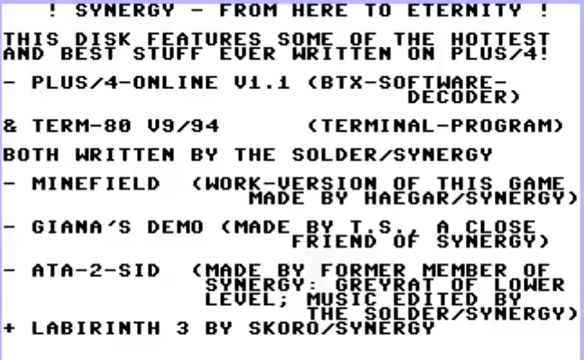 ! SYNERGY - FROM HERE TO ETERNITY !
THIS DISK FEATURES SOME OF THE HOTTEST
AND BEST STUFF EVER WRITTEN ON PLUS/4!
- PLUS/4-ONLINE V1.1 (BTX-SOFTWARE-
DECODER)
& TERM-80 V9/94 (TERMINAL-PROGRAM)
BOTH WRITTEN BY THE SOLDER/SYNERGY
- MINEFIELD (WORK-VERSION OF THIS GAME
MADE BY HAEGAR/SYNERGY)
- GIANA'S DEMO (MADE BY T.S., A CLOSE
FRIEND OF SYNERGY)
- ATA-2-SID (MADE BY FORMER MEMBER OF
SYNERGY: GREYRAT OF LOWER
LEVEL; MUSIC EDITED BY
THE SOLDER/SYNERGY)
+ LABIRINTH 3 BY SKORO/SYNERGY